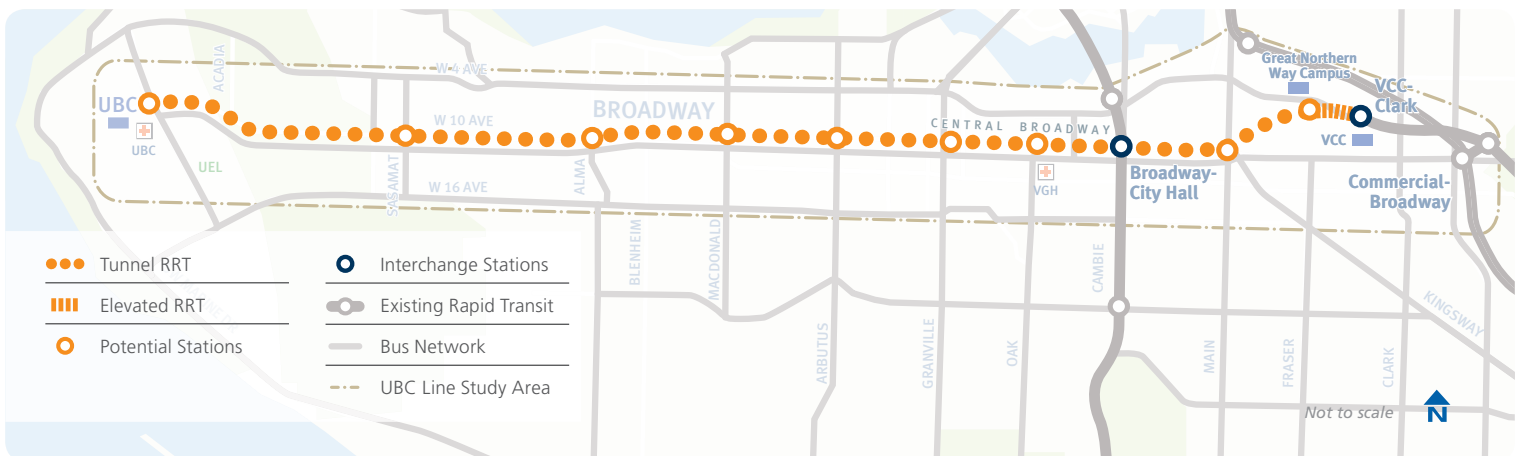 W 4 AVE
ACADIA
Great Northern
Way Campus
VCC-
Clark
UBC
BROADWAY
W 10 AVE
CENTRAL BROADWAY
UBC
VCC
UEL
SASAMAT
W 16 AVE
ALMA
VGH
Broadway-
City Hall
Commercial-
Broadway
BLENHEIM
MACDONALD
ARBUTUS
GRANVILLE
OAK
CAMBIE
MAIN
FRASER
CLARK
KINGSWAY
Tunnel RRT
Elevated RRT
Potential Stations
Interchange Stations
Existing Rapid Transit
Bus Network
UBC Line Study Area
Not to scale
N